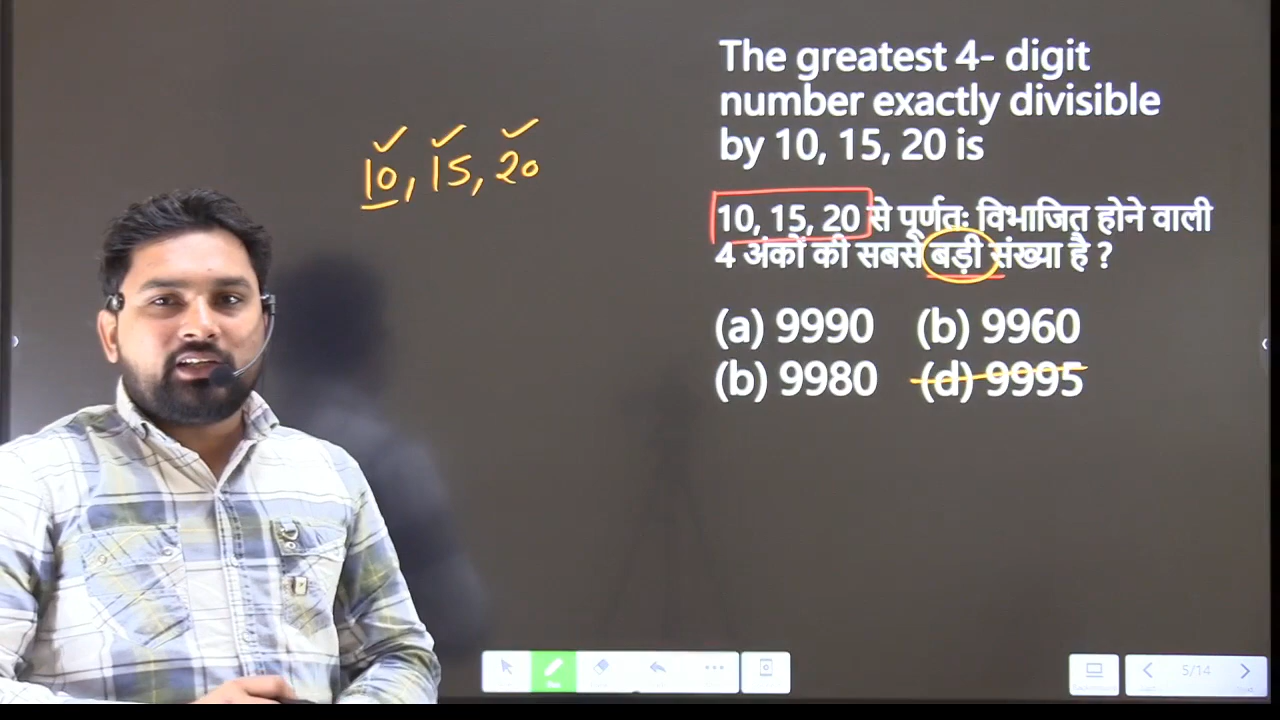 The greatest 4- digit
number exactly divisible
by 10, 15, 20 is
10, 15, 20
10, 15, 20 से पूर्णतः विभाजित होने वाली
4 अंकों की सबसे बड़ी संख्या है ?
(a) 9990 (b) 9960
(b) 9980 (d) 9995
5/14